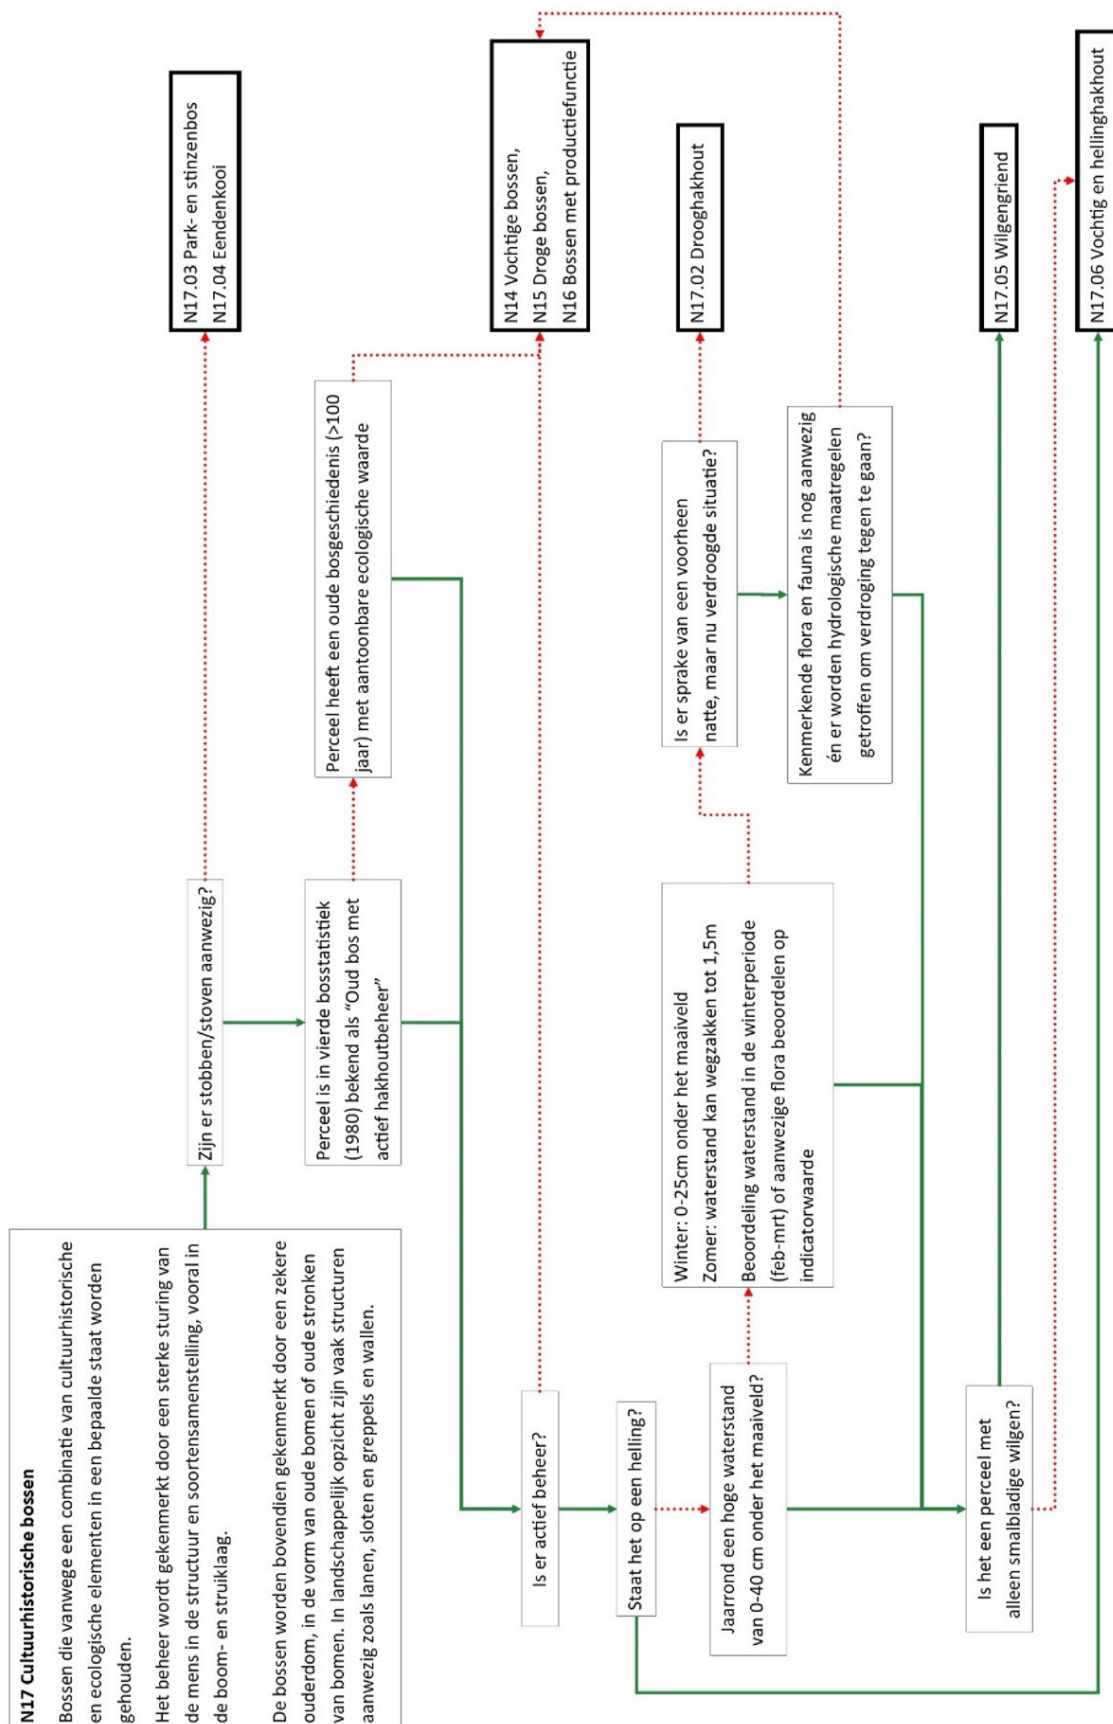 N17 Cultuurhistorische bossen
Bossen die vanwege een combinatie van cultuurhistorische
en ecologische elementen in een bepaalde staat worden
gehouden.
Het beheer wordt gekenmerkt door een sterke sturing van
de mens in de structuur en soortensamenstelling, vooral in
de boom- en struiklaag.
De bossen worden bovendien gekenmerkt door een zekere
ouderdom, in de vorm van oude bomen of oude stronken
van bomen. In landschappelijk opzicht zijn vaak structuren
aanwezig zoals lanen, sloten en greppels en wallen.
Zijn er stobben/stoven aanwezig?
N17.03 Park- en stinzenbos
N17.04 Eendenkooi
Perceel is in vierde bosstatistiek
(1980) bekend als “Oud bos met
actief hakhoutbeheer”
Perceel heeft een oude bosgeschiedenis (>100
jaar) met aantoonbare ecologische waarde
N14 Vochtige bossen,
N15 Droge bossen,
N16 Bossen met productiefunctie
Is er actief beheer?
Staat het op een helling?
Jaarrond een hoge waterstand
van 0-40 cm onder het maaiveld?
Winter: 0-25cm onder het maaiveld
Zomer: waterstand kan wegzakken tot 1,5m
Beoordeling waterstand in de winterperiode
(feb-mrt) of aanwezige flora beoordelen op
indicatorwaarde
Is er sprake van een voorheen
natte, maar nu verdroogde situatie?
N17.02 Drooghakhout
Kenmerkende flora en fauna is nog aanwezig
én er worden hydrologische maatregelen
getroffen om verdroging tegen te gaan?
Is het een perceel met
alleen smalbladige wilgen?
N17.05 Wilgengriend
N17.06 Vochtig en hellinghakhout